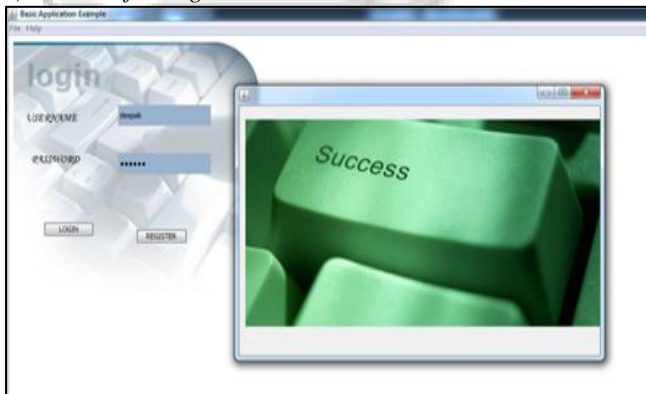 Basic Application Example
File Help
login
USERNAME
deepak
PASSWORD
••••••
LOGIN
REGISTER
Success